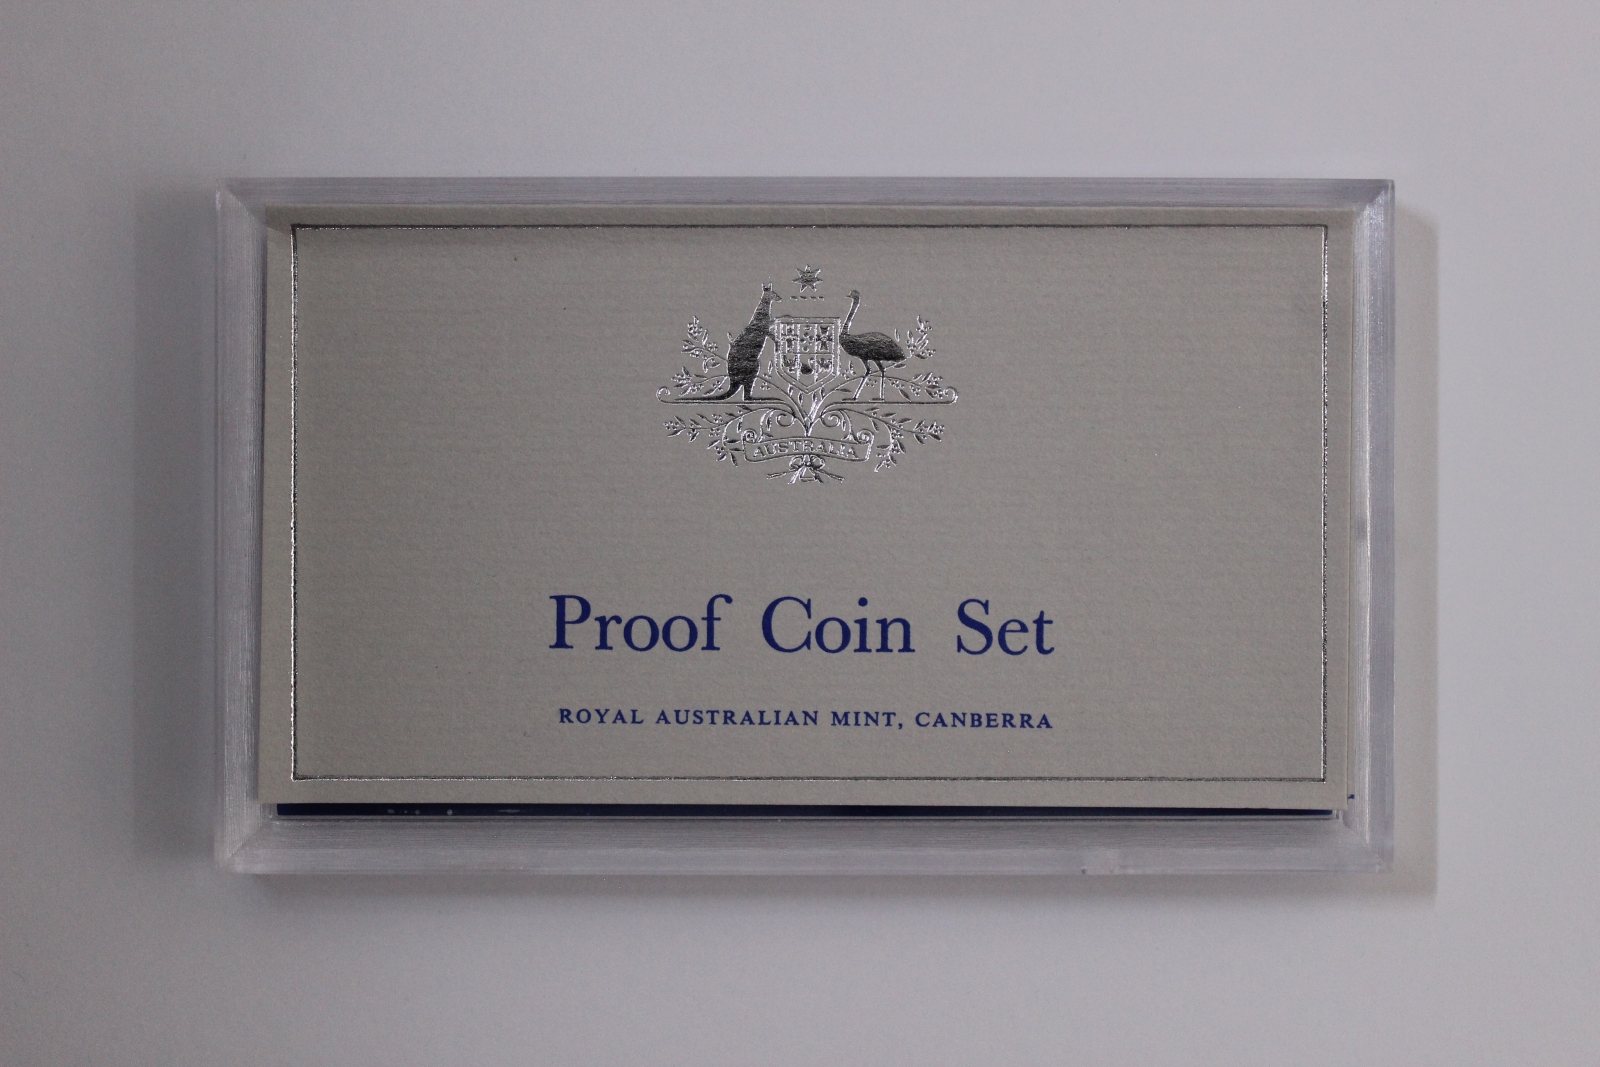 AUSTRALIA
Proof Coin Set
ROYAL AUSTRALIAN MINT, CANBERRA